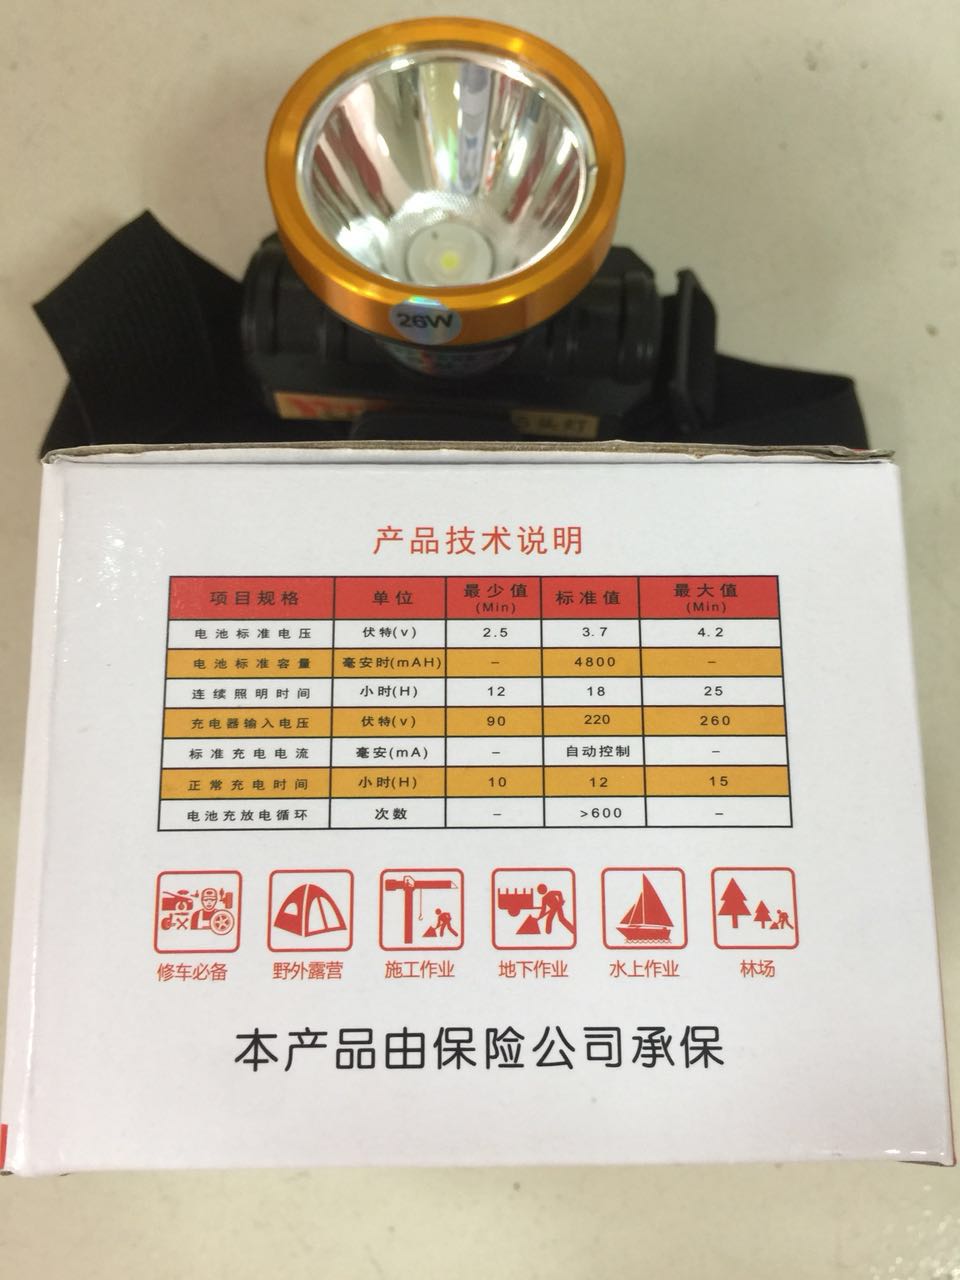 26W
头灯
产品技术说明
项目规格 单位 最少值(Min) 标准值 最大值(Min)
电池标准电压 伏特(v) 2.5 3.7 4.2
电池标准容量 毫安时(mAH) – 4800 –
连续照明时间 小时(H) 12 18 25
充电器输入电压 伏特(v) 90 220 260
标准充电电流 毫安(mA) – 自动控制 –
正常充电时间 小时(H) 10 12 15
电池充放电循环 次数 – >600 –
修车必备 野外露营 施工作业 地下作业 水上作业 林场
本产品由保险公司承保